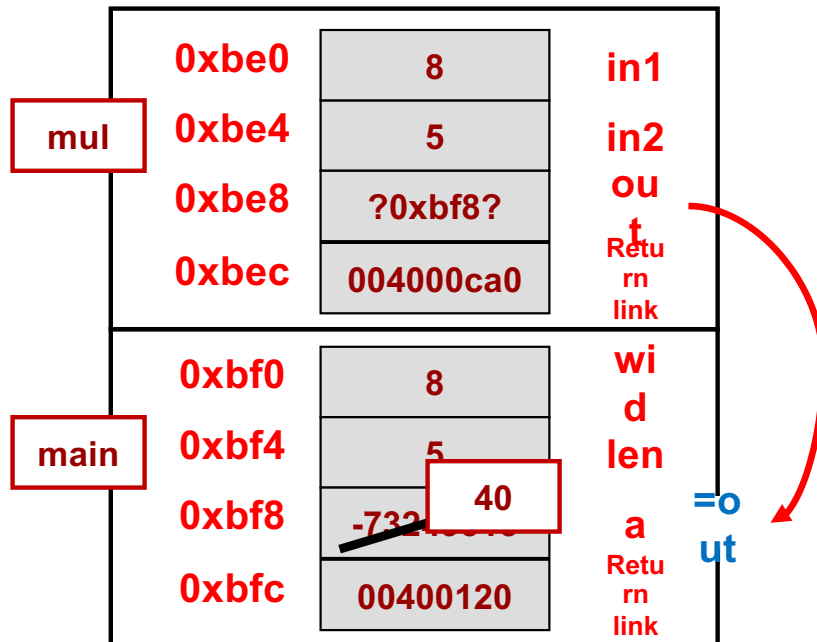 0xbe0 8 in1
mul 0xbe4 5 in2
0xbe8 ?0xbf8? ou
t
0xbec 004000ca0 Retu
rn
link
0xbf0 8 wi
d
main 0xbf4 5 len
40
0xbf8 a =o
ut
0xbfc 00400120 Retu
rn
link